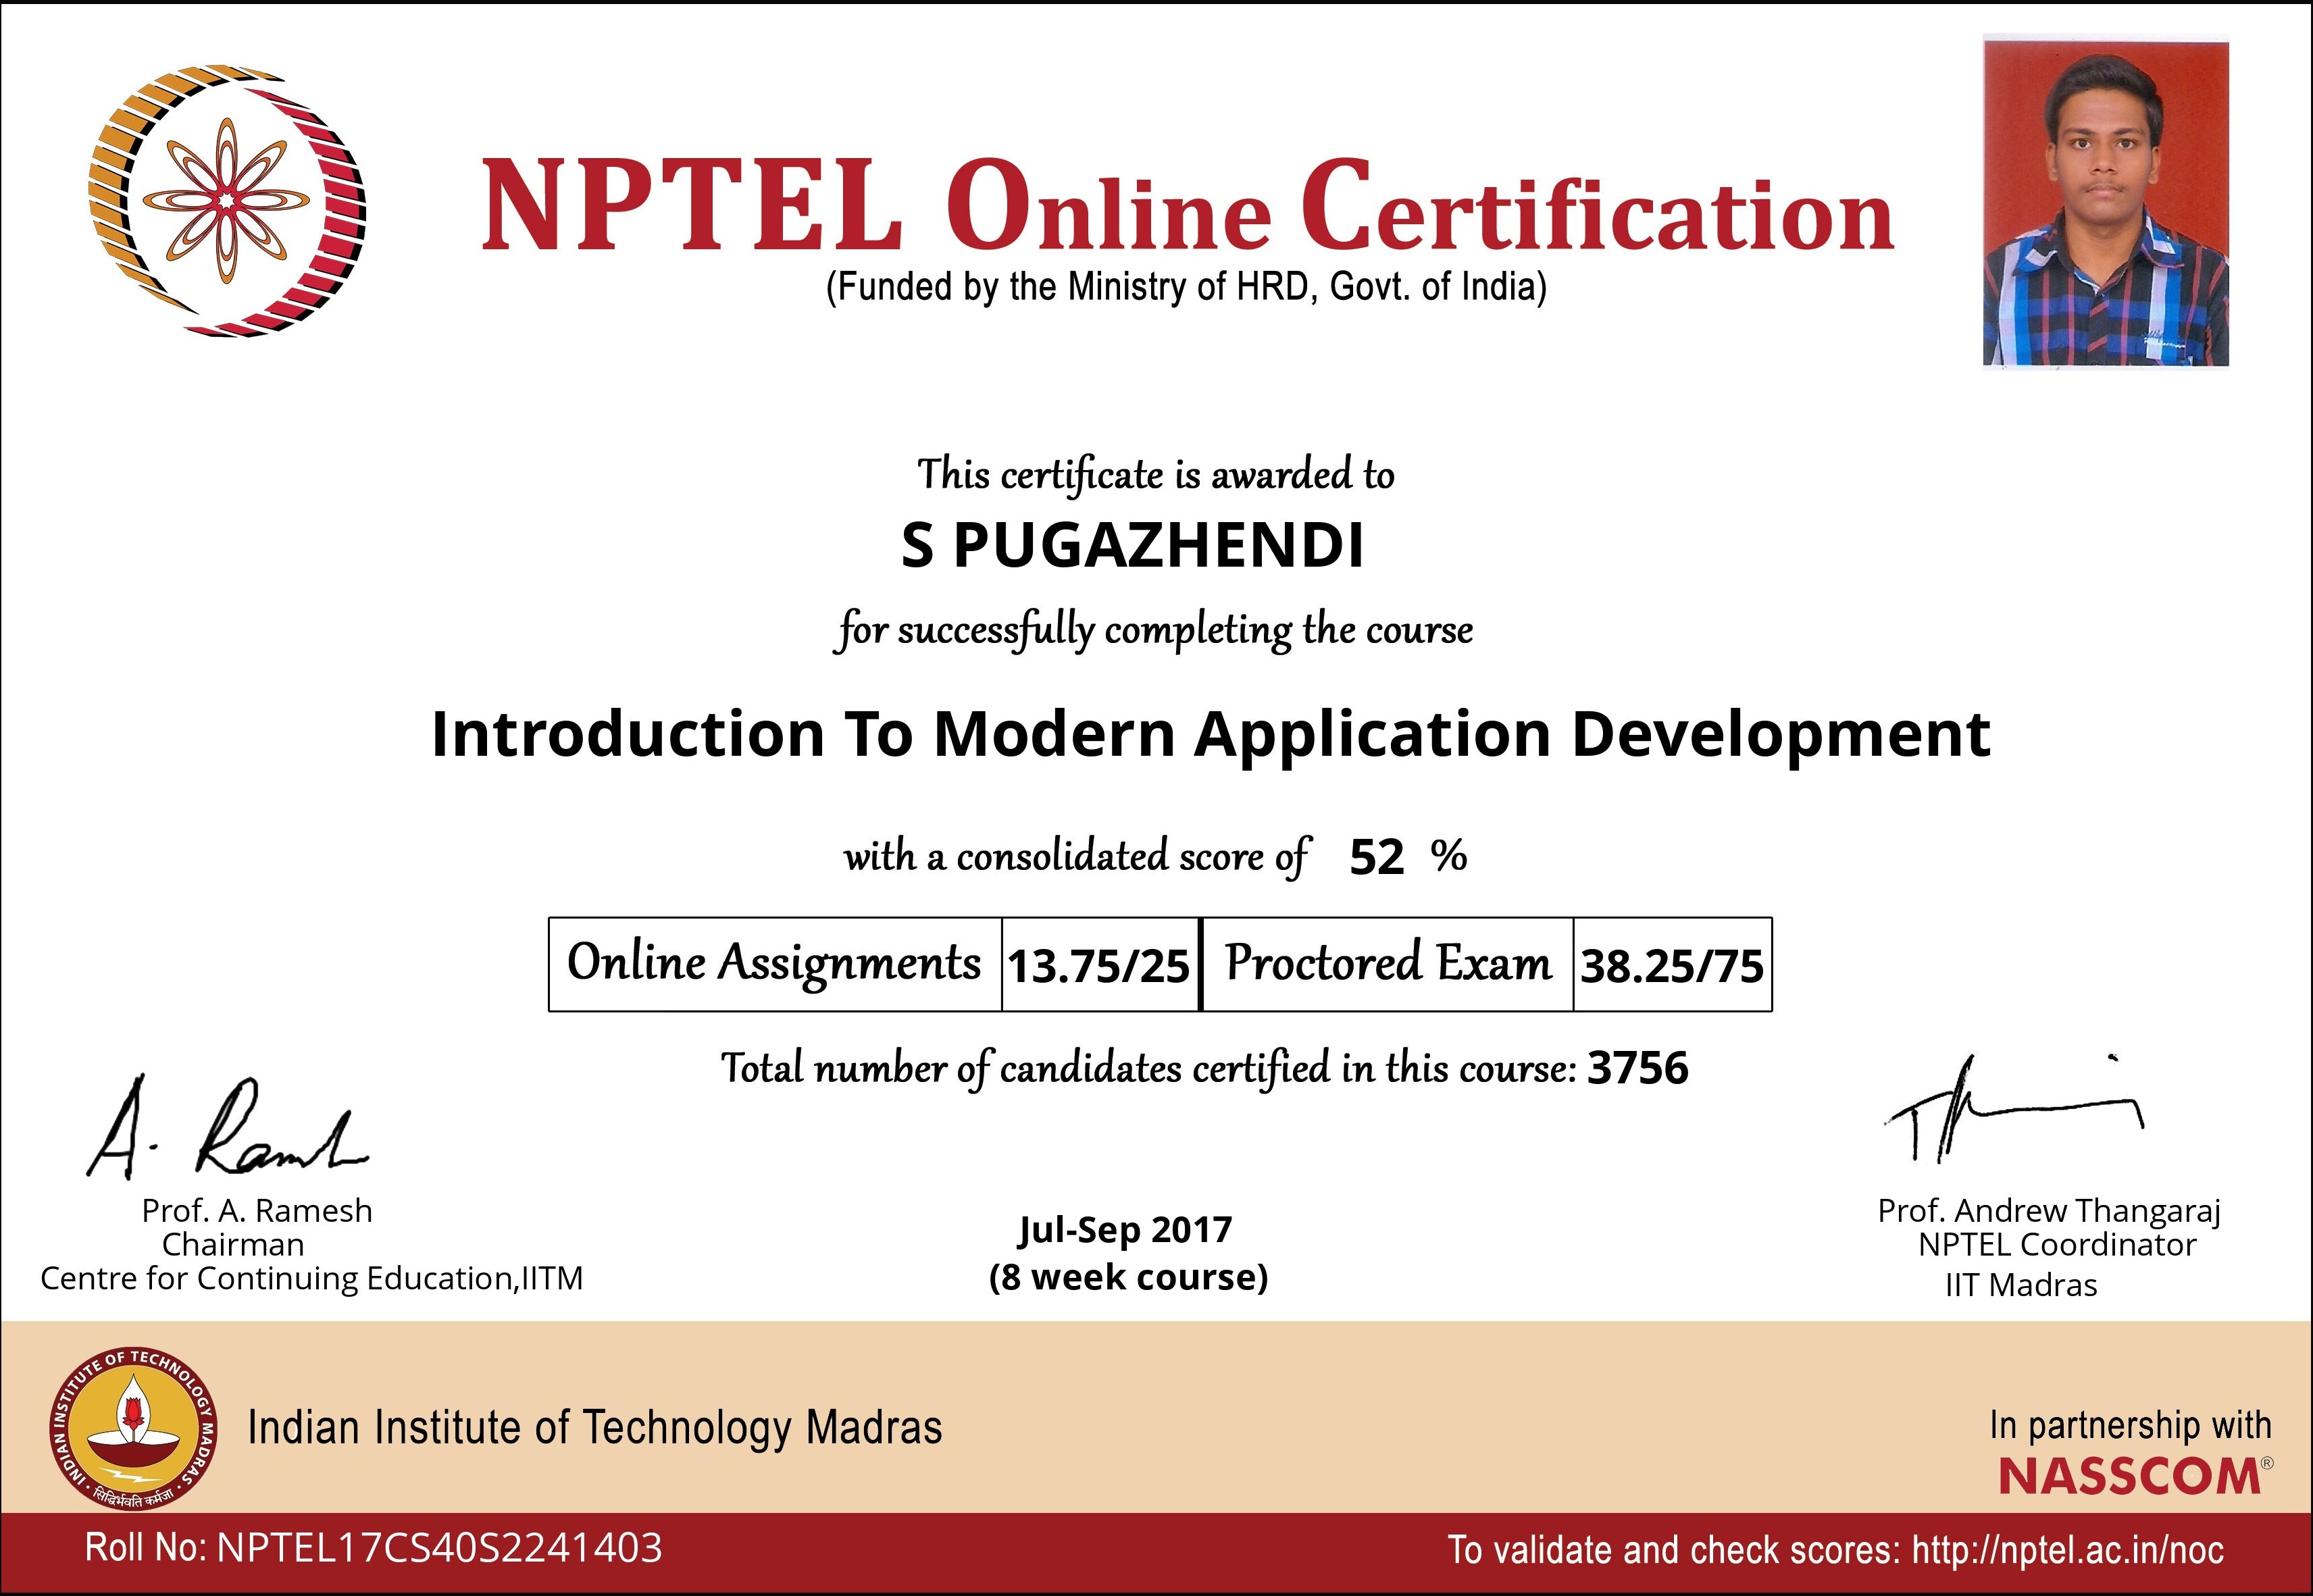 NPTEL Online Certification
(Funded by the Ministry of HRD, Govt. of India)
This certificate is awarded to
S PUGAZHENDI
for successfully completing the course
Introduction To Modern Application Development
with a consolidated score of 52 %
Online Assignments 13.75/25 Proctored Exam 38.25/75
Total number of candidates certified in this course: 3756
A. Ramesh
Prof. A. Ramesh
Chairman
Centre for Continuing Education,IITM
Jul-Sep 2017
(8 week course)
Prof. Andrew Thangaraj
NPTEL Coordinator
IIT Madras
INDIAN INSTITUTE OF TECHNOLOGY MADRAS
सिद्धिर्भवति कर्मजा
Indian Institute of Technology Madras
In partnership with
NASSCOM®
Roll No: NPTEL17CS40S2241403
To validate and check scores: http://nptel.ac.in/noc